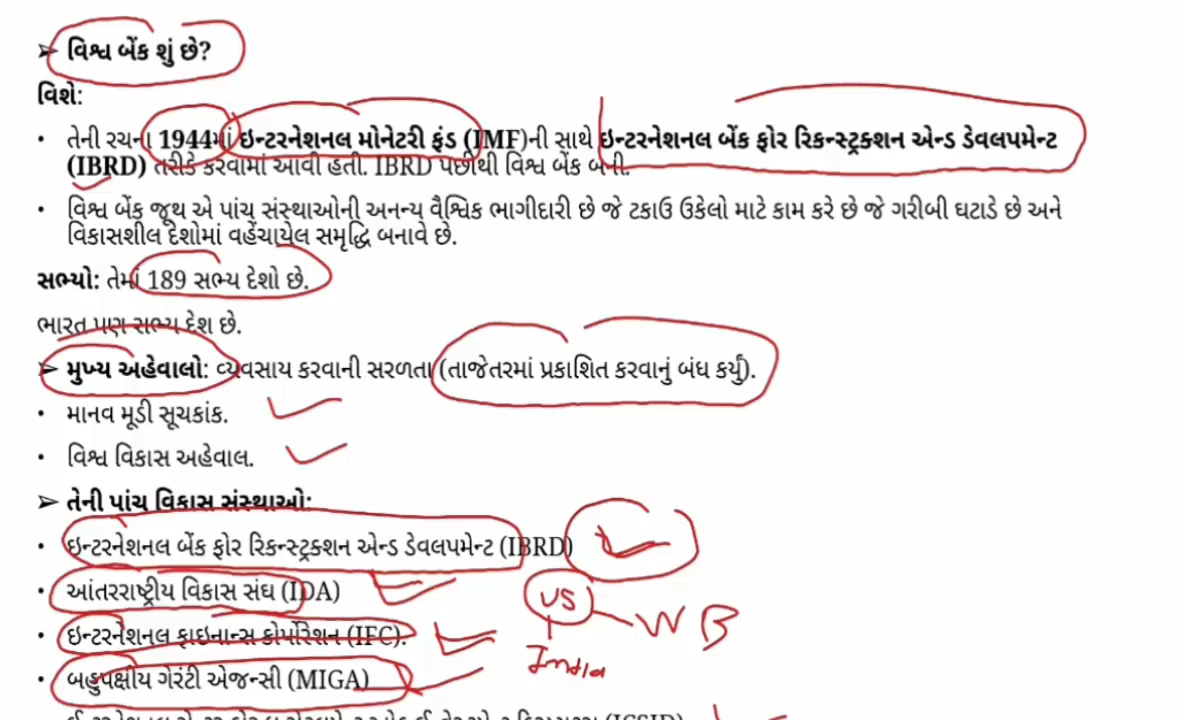 ➢ વિશ્વ બેંક શું છે?
વિશે:
• તેની રચના 1944માં ઇન્ટરનેશનલ મોનેટરી ફંડ (IMF)ની સાથે ઇન્ટરનેશનલ બેંક ફોર રિકન્સ્ટ્રક્શન એન્ડ ડેવલપમેન્ટ
(IBRD) તરીકે કરવામાં આવી હતી. IBRD પછીથી વિશ્વ બેંક બની.
• વિશ્વ બેંક જૂથ એ પાંચ સંસ્થાઓની અનન્ય વૈશ્વિક ભાગીદારી છે જે ટકાઉ ઉકેલો માટે કામ કરે છે જે ગરીબી ઘટાડે છે અને
વિકાસશીલ દેશોમાં વહેંચાયેલ સમૃદ્ધિ બનાવે છે.
સભ્યો: તેમાં 189 સભ્ય દેશો છે.
ભારત પણ સભ્ય દેશ છે.
➢ મુખ્ય અહેવાલો: વ્યવસાય કરવાની સરળતા (તાજેતરમાં પ્રકાશિત કરવાનું બંધ કર્યું).
• માનવ મૂડી સૂચકાંક.
• વિશ્વ વિકાસ અહેવાલ.
➢ તેની પાંચ વિકાસ સંસ્થાઓ:
• ઇન્ટરનેશનલ બેંક ફોર રિકન્સ્ટ્રક્શન એન્ડ ડેવલપમેન્ટ (IBRD)
• આંતરરાષ્ટ્રીય વિકાસ સંઘ (IDA)
US
WB
• ઇન્ટરનેશનલ ફાઇનાન્સ કોર્પોરેશન (IFC).
India
• બહુપક્ષીય ગેરંટી એજન્સી (MIGA)
(ICSID)